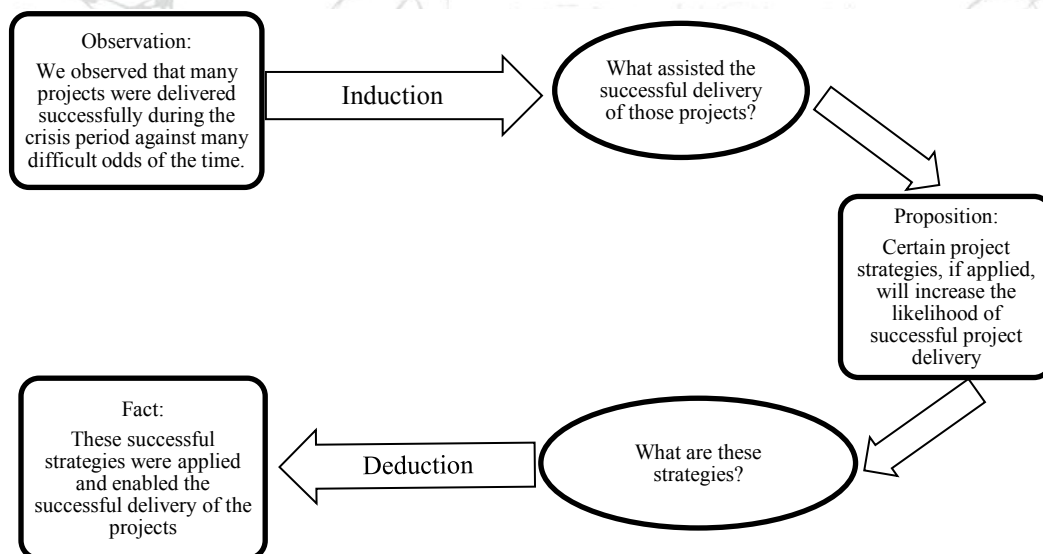 Observation:
We observed that many
projects were delivered
successfully during the
crisis period against many
difficult odds of the time.
Induction
What assisted the
successful delivery
of those projects?
Proposition:
Certain project
strategies, if applied,
will increase the
likelihood of
successful project
delivery
What are these
strategies?
Deduction
Fact:
These successful
strategies were applied
and enabled the
successful delivery of the
projects